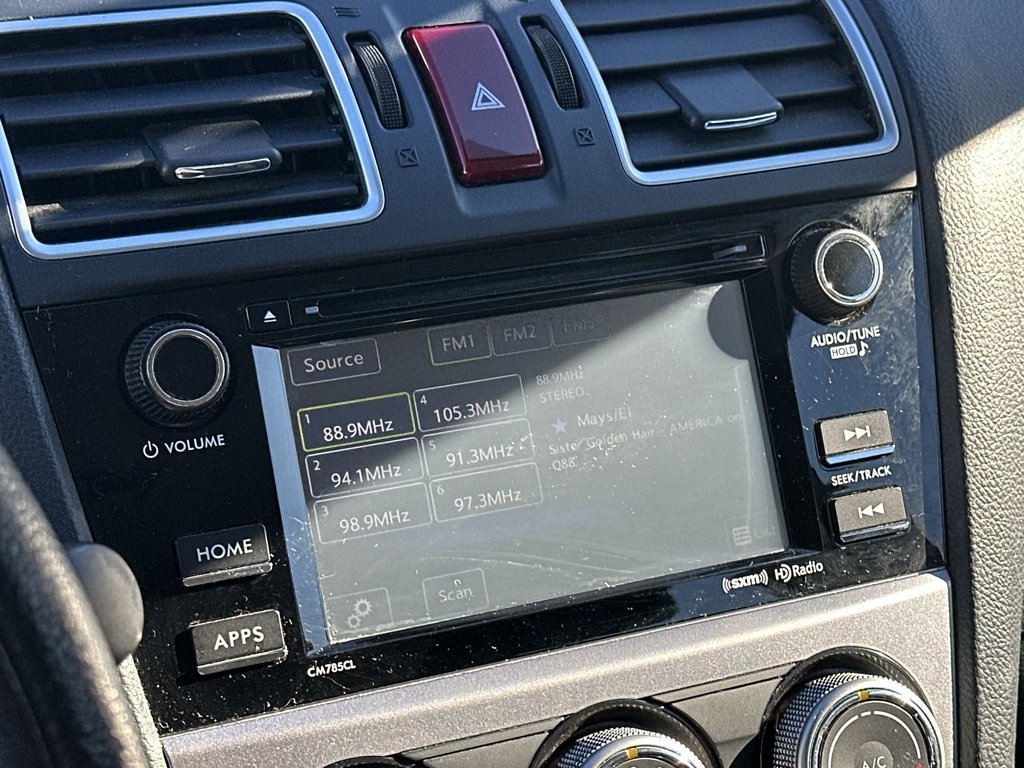 AUDIO/TUNE
HOLD
VOLUME
Source
FM1
FM2
1 88.9MHz
4 105.3MHz
2 94.1MHz
5 91.3MHz
3 98.9MHz
6 97.3MHz
88.9MHz
STEREO
Mays/El
Sister Golden Hair - AMERICA on
Q88
SEEK/TRACK
HOME
APPS
Scan
((sxm)) HD Radio
CM785CL
A/C